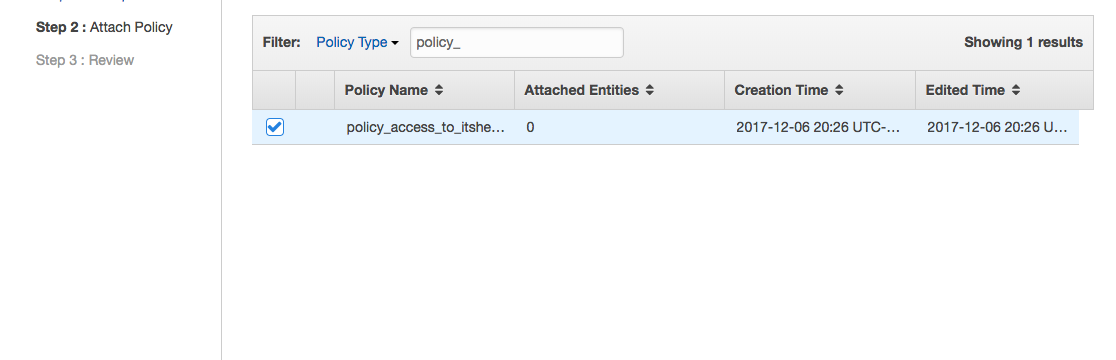 Step 2 : Attach Policy
Step 3 : Review
Filter: Policy Type policy_ Showing 1 results
Policy Name Attached Entities Creation Time Edited Time
policy_access_to_itshe... 0 2017-12-06 20:26 UTC-... 2017-12-06 20:26 U...